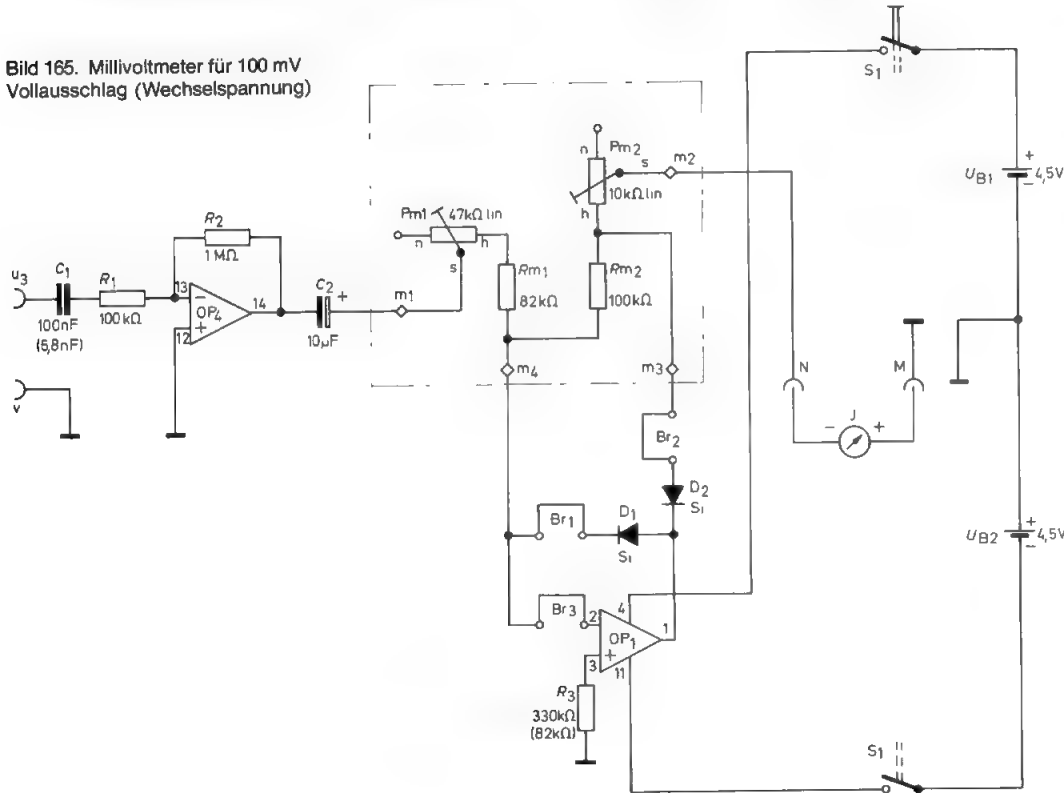 Bild 165. Millivoltmeter für 100 mV
Vollausschlag (Wechselspannung)
S1
n
Pm2
s
m2
10kΩ lin
h
UB1
+
-
4,5V
Pm1
47kΩ lin
n
h
s
R2
1MΩ
u3
C1
R1
13
-
OP4
14
C2
+
m1
Rm1
82kΩ
Rm2
100kΩ
100nF
(5,8nF)
100kΩ
+
12
10µF
m4
m3
N
M
v
J
-
+
Br2
D2
Si
D1
Br1
Si
UB2
+
-
4,5V
Br3
4
2
-
OP1
1
+
3
11
R3
330kΩ
(82kΩ)
S1